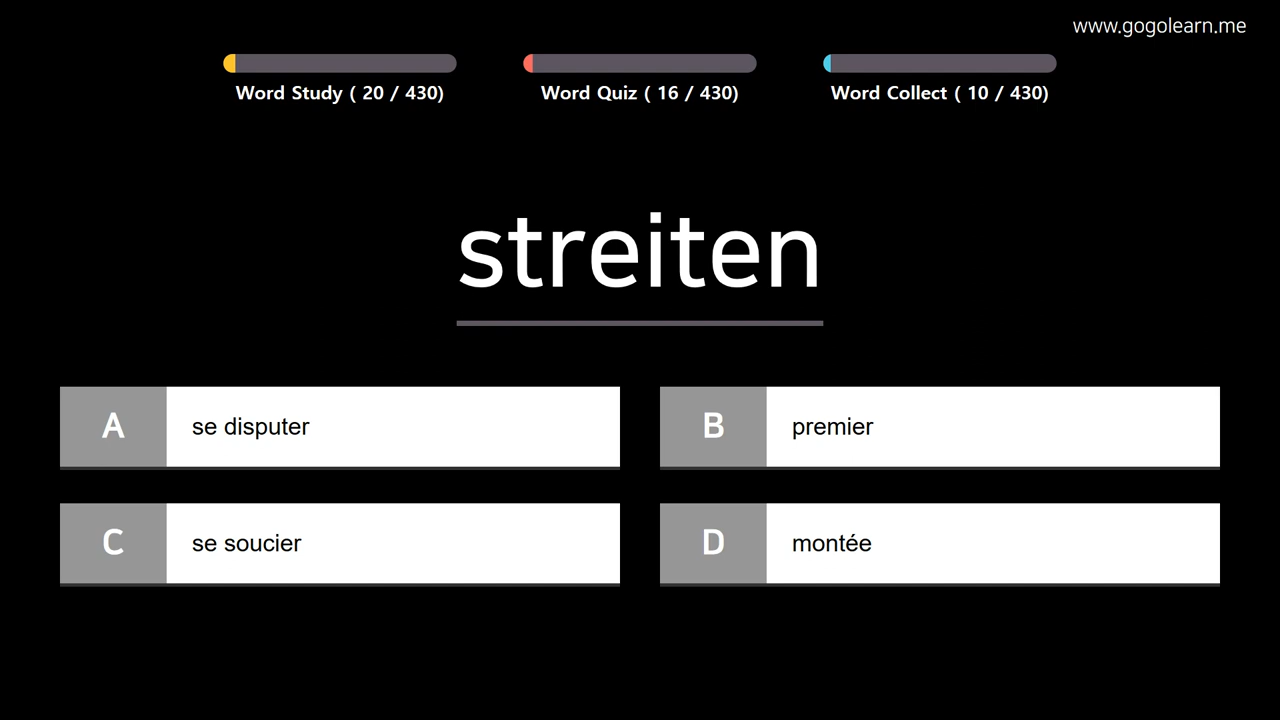 www.gogolearn.me
Word Study ( 20 / 430)
Word Quiz ( 16 / 430)
Word Collect ( 10 / 430)
streiten
A se disputer
B premier
C se soucier
D montée